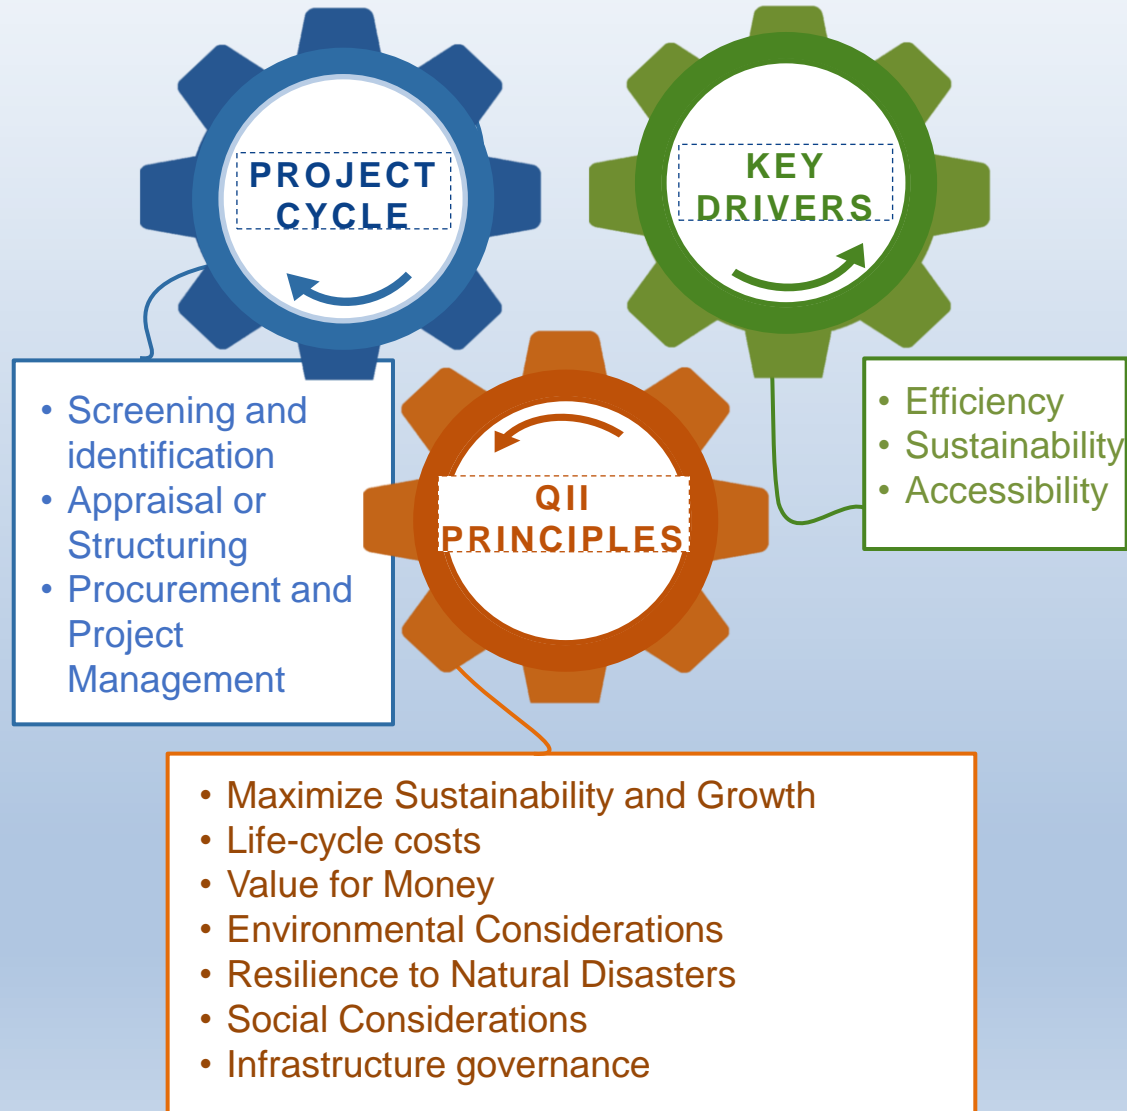 PROJECT
CYCLE
KEY
DRIVERS
QII
PRINCIPLES
• Screening and
identification
• Appraisal or
Structuring
• Procurement and
Project
Management
• Efficiency
• Sustainability
• Accessibility
• Maximize Sustainability and Growth
• Life-cycle costs
• Value for Money
• Environmental Considerations
• Resilience to Natural Disasters
• Social Considerations
• Infrastructure governance